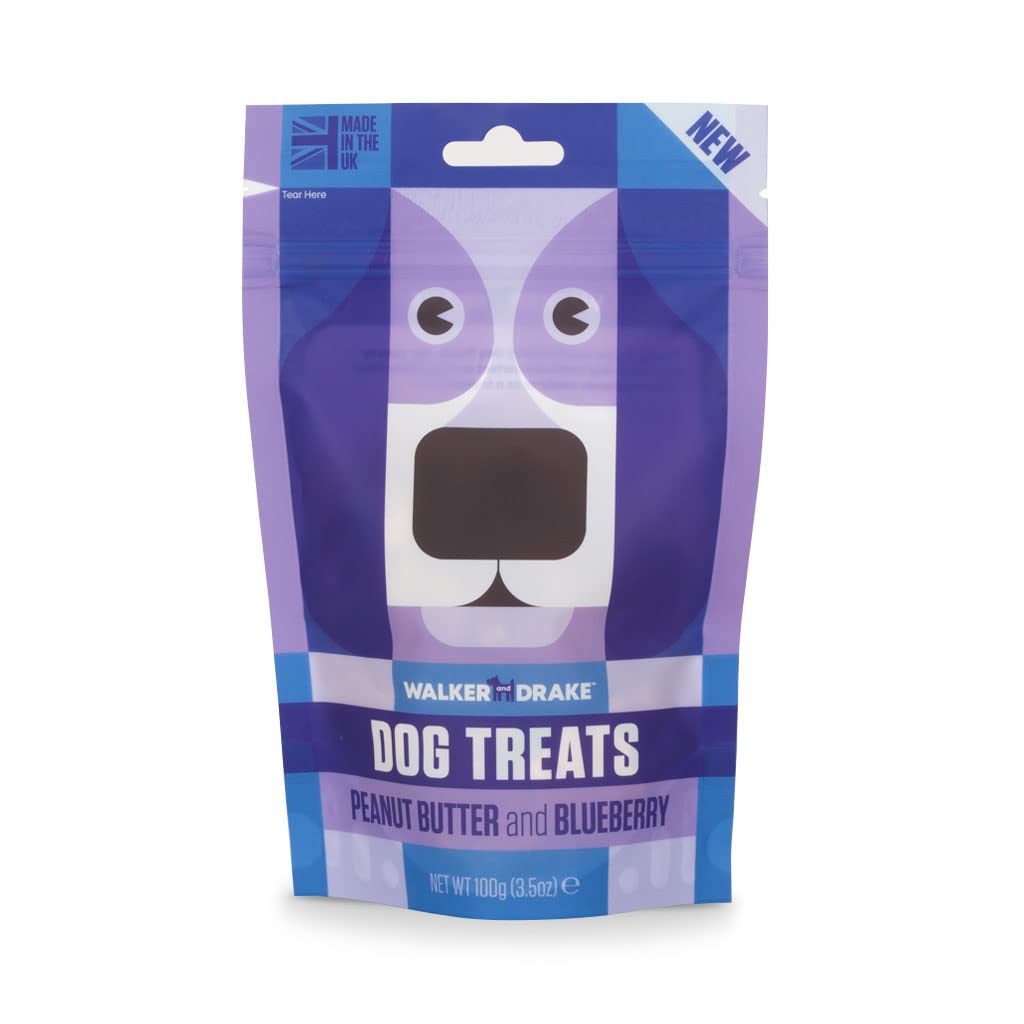 MADE
IN THE
UK
NEW
Tear Here
WALKER and DRAKE™
DOG TREATS
PEANUT BUTTER and BLUEBERRY
NET WT 100g (3.5oz) ℮